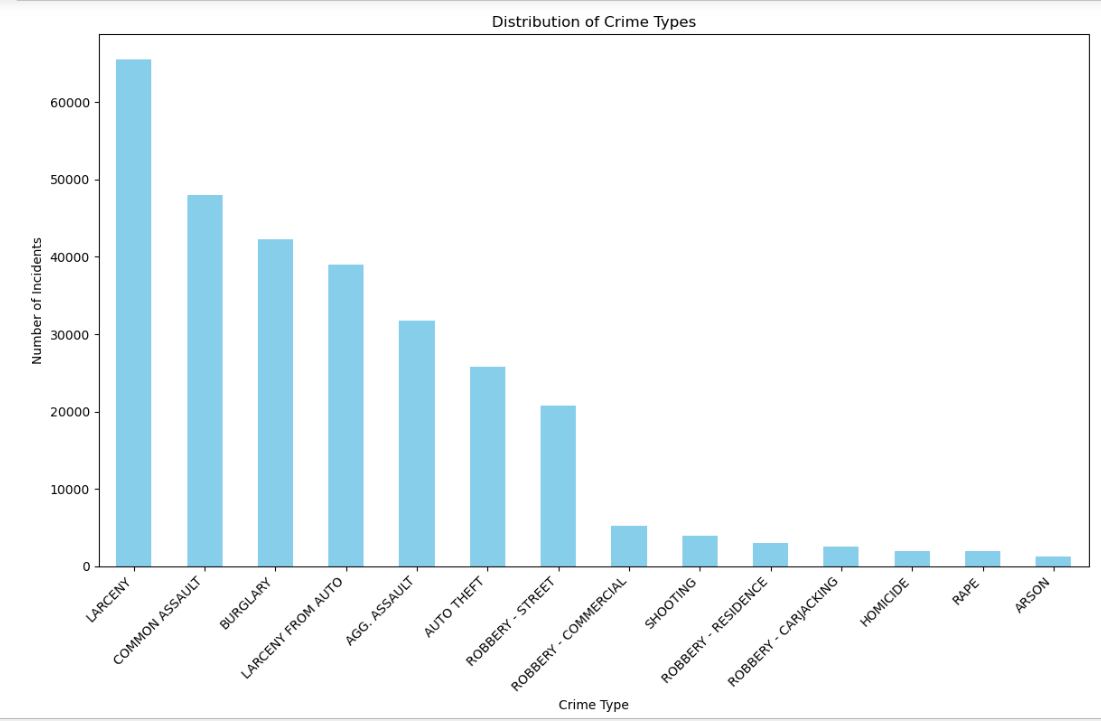 Distribution of Crime Types
Number of Incidents
60000
50000
40000
30000
20000
10000
0
LARCENY
COMMON ASSAULT
BURGLARY
LARCENY FROM AUTO
AGG. ASSAULT
AUTO THEFT
ROBBERY - STREET
ROBBERY - COMMERCIAL
SHOOTING
ROBBERY - RESIDENCE
ROBBERY - CARJACKING
HOMICIDE
RAPE
ARSON
Crime Type